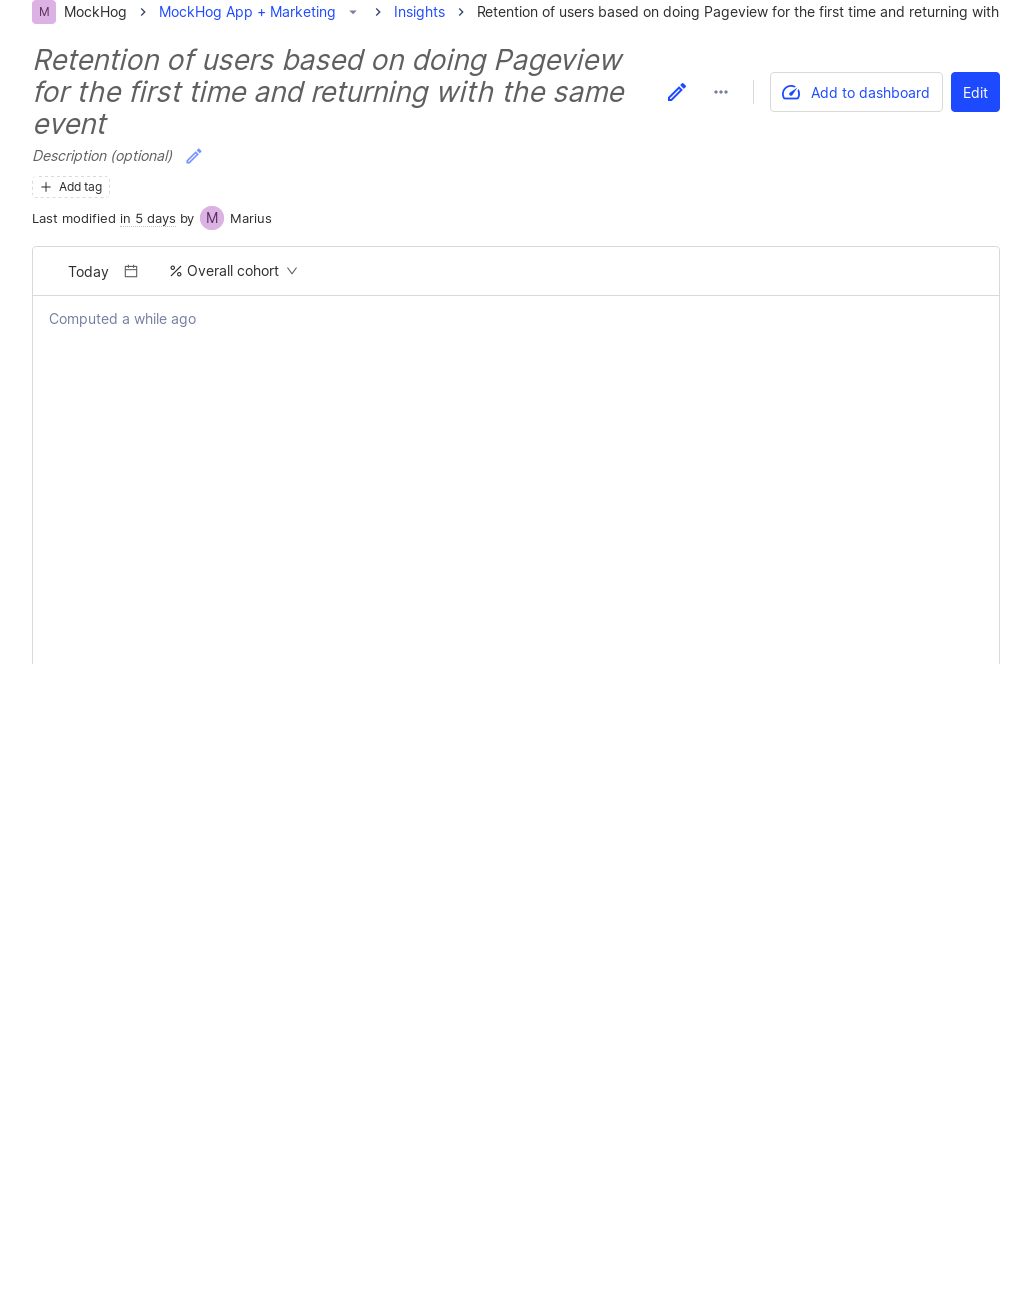 M MockHog MockHog App + Marketing Insights Retention of users based on doing Pageview for the first time and returning with
Retention of users based on doing Pageview
for the first time and returning with the same
event
Add to dashboard Edit
Description (optional)
Add tag
Last modified in 5 days by M Marius
Today % Overall cohort
Computed a while ago